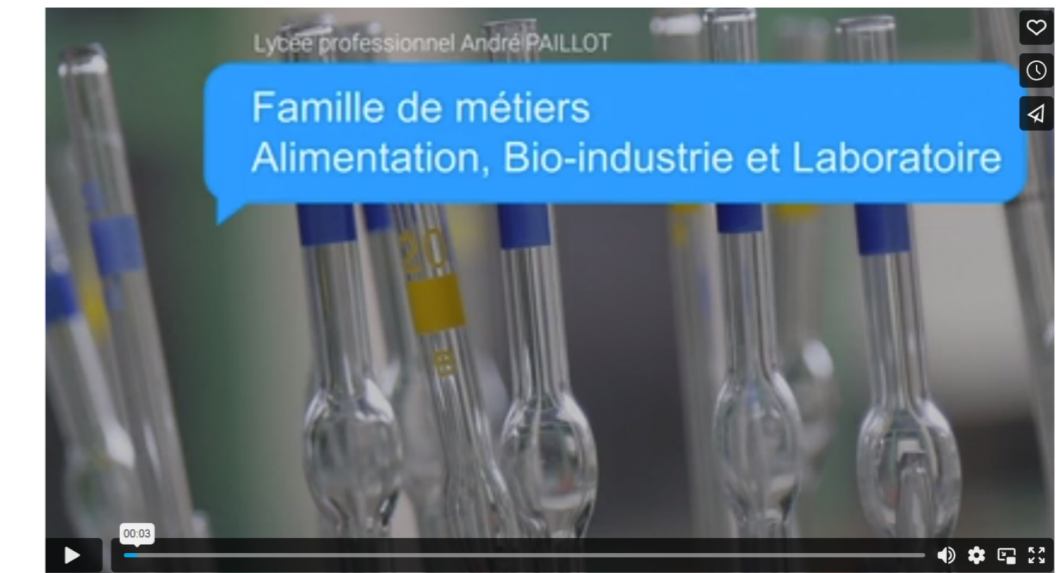 Lycée professionnel André PAILLOT
Famille de métiers
Alimentation, Bio-industrie et Laboratoire
20
B
00:03